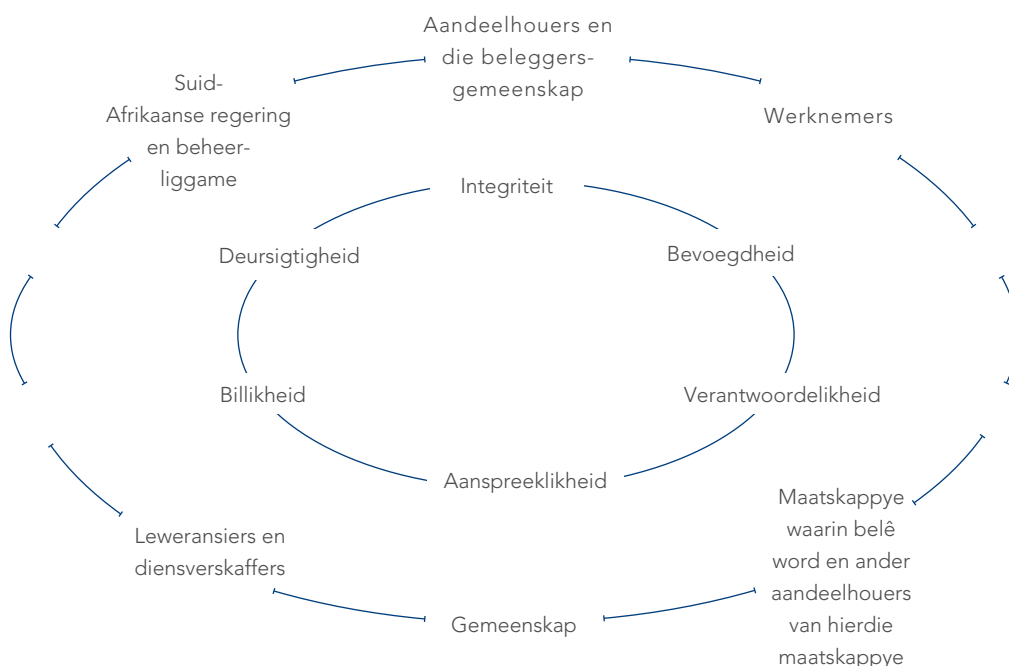 Aandeelhouers en
die beleggers-
gemeenskap
Suid-
Afrikaanse regering
en beheer-
liggame
Werknemers
Integriteit
Deursigtigheid
Bevoegdheid
Billikheid
Verantwoordelikheid
Aanspreeklikheid
Leweransiers en
diensverskaffers
Gemeenskap
Maatskappye
waarin belê
word en ander
aandeelhouers
van hierdie
maatskappye